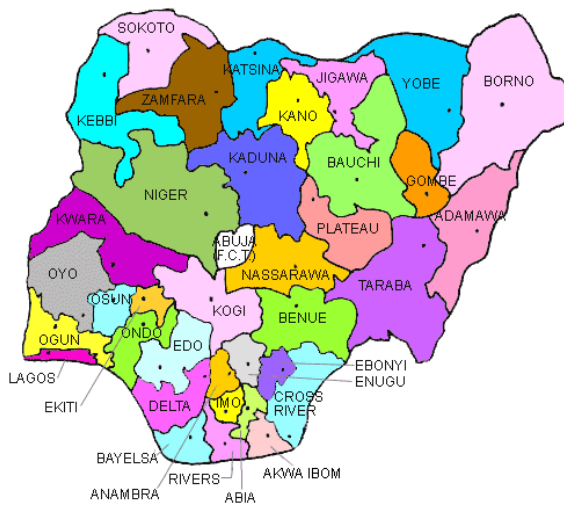 SOKOTO
KATSINA
JIGAWA
YOBE
BORNO
ZAMFARA
KANO
KEBBI
KADUNA
BAUCHI
GOMBE
NIGER
ADAMAWA
KWARA
PLATEAU
ABUJA
(F.C.T.)
NASSARAWA
TARABA
OYO
OSUN
KOGI
BENUE
OGUN
ONDO
EDO
LAGOS
EBONYI
ENUGU
EKITI
DELTA
IMO
CROSS
RIVER
BAYELSA
RIVERS
AKWA IBOM
ANAMBRA
ABIA